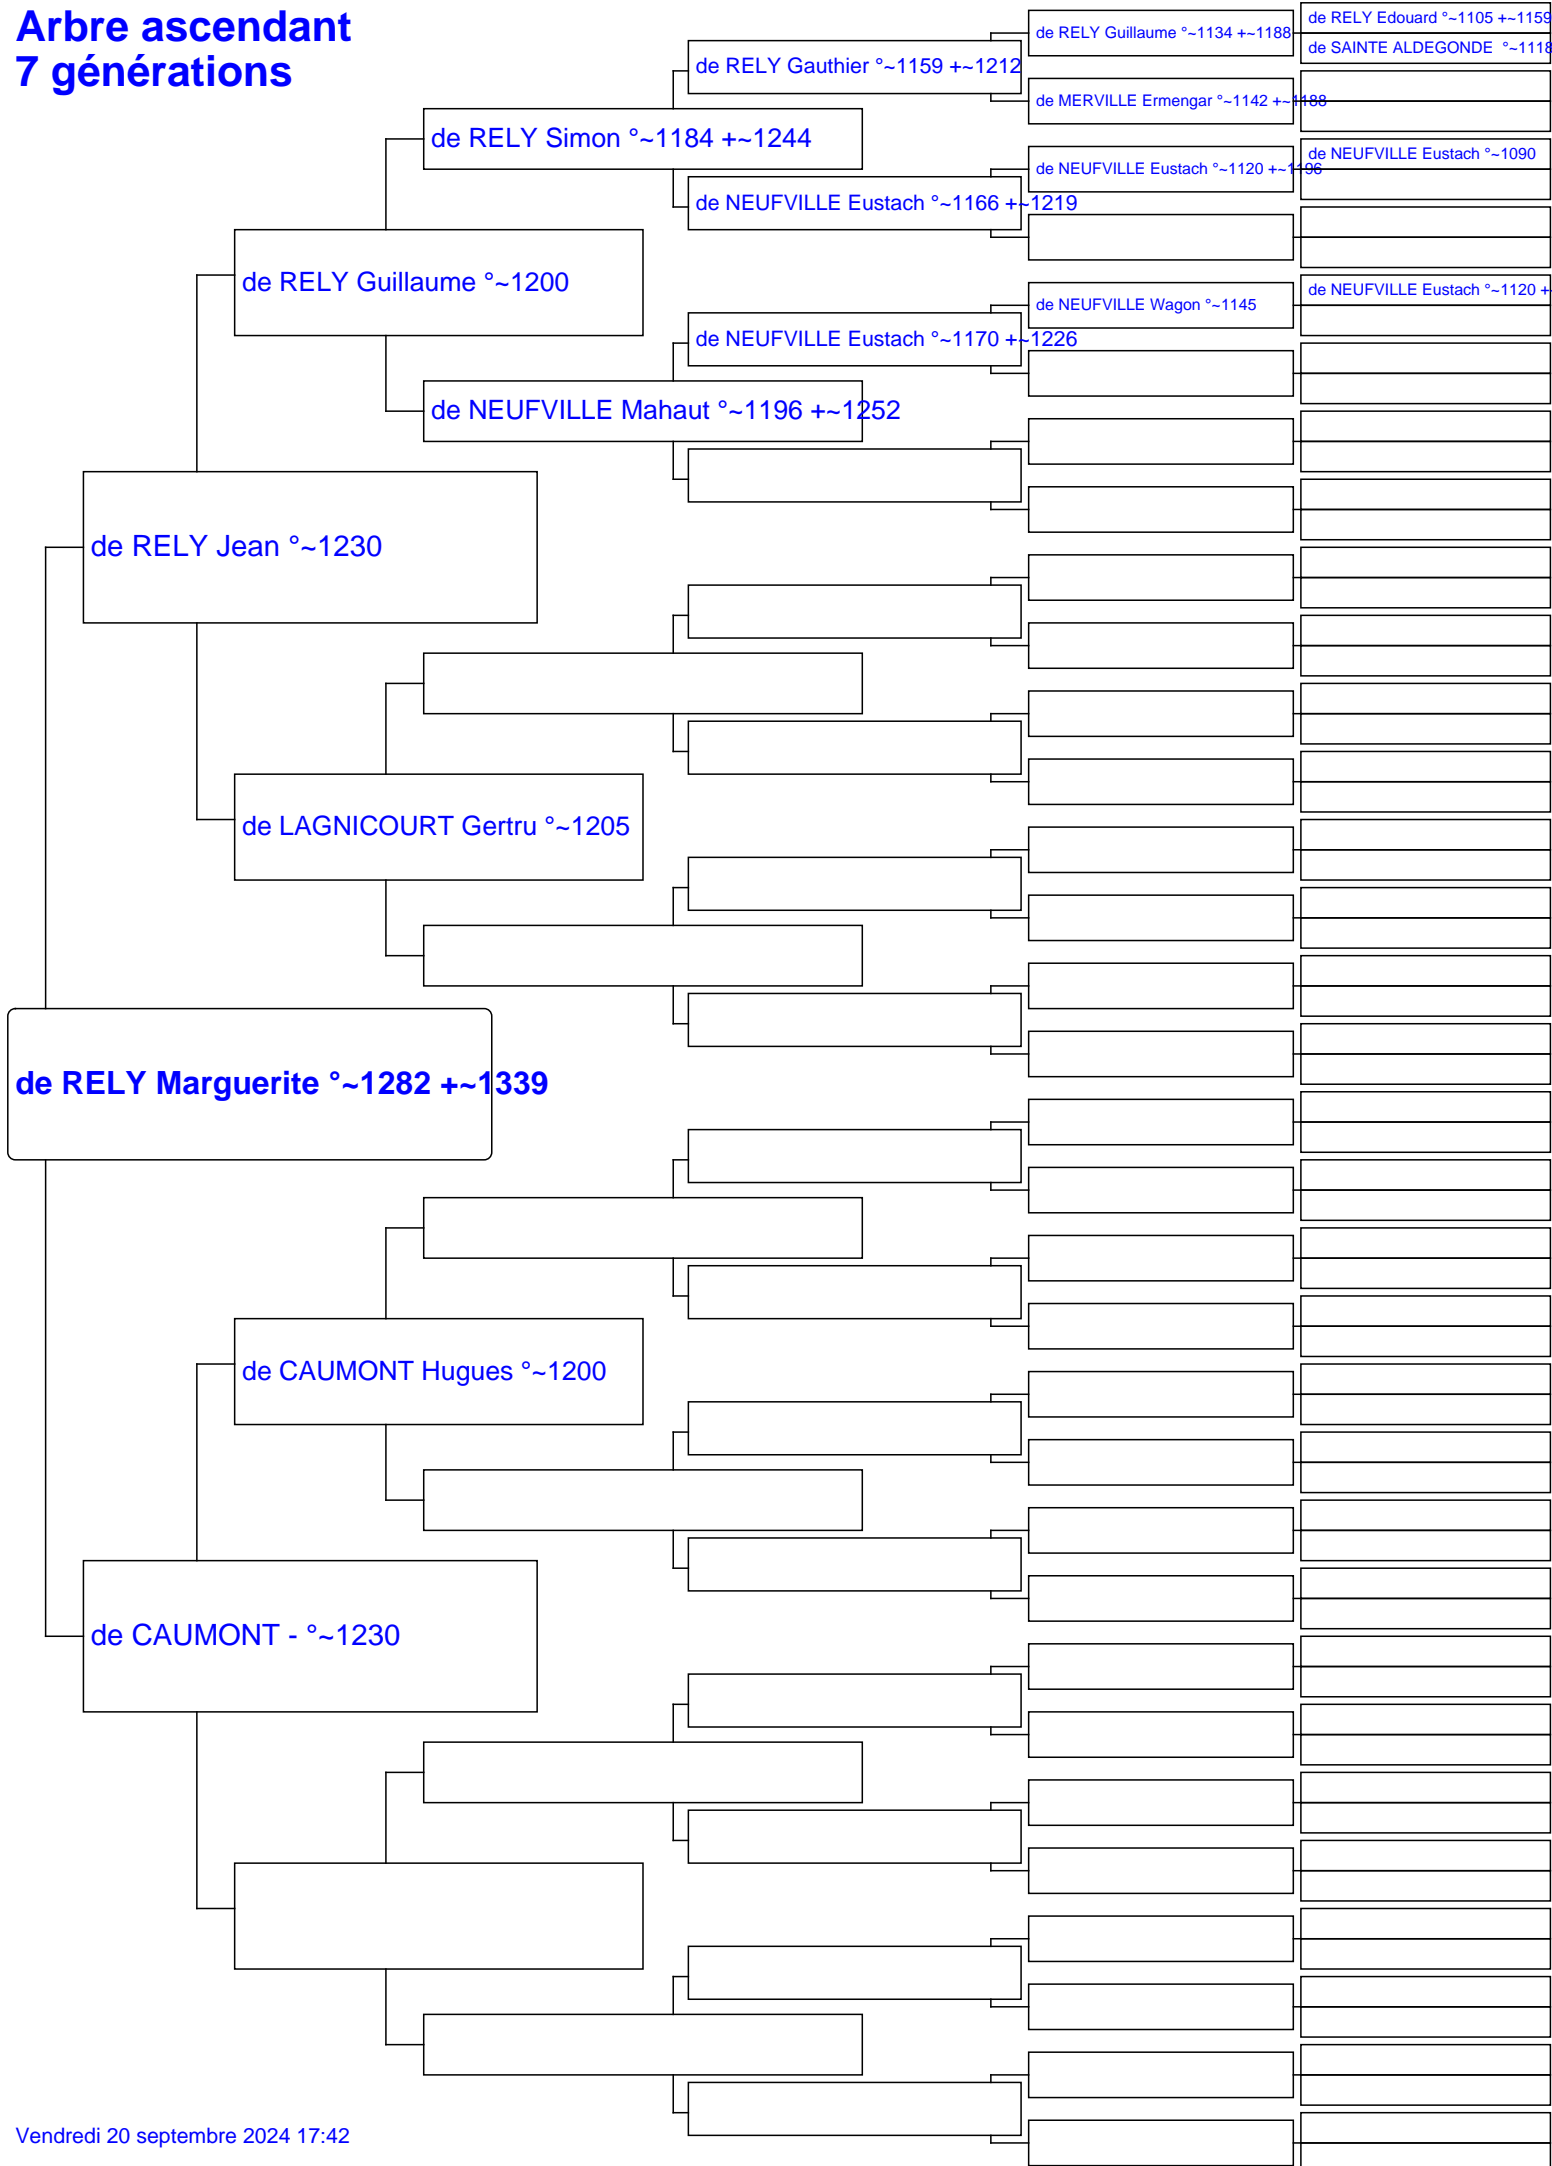 Arbre ascendant
7 générations
de RELY Edouard °~1105 +~1159
de RELY Guillaume °~1134 +~1188
de SAINTE ALDEGONDE °~1118
de RELY Gauthier °~1159 +~1212
de MERVILLE Ermengar °~1142 +~1188
de RELY Simon °~1184 +~1244
de NEUFVILLE Eustach °~1090
de NEUFVILLE Eustach °~1120 +~1196
de NEUFVILLE Eustach °~1166 +~1219
de RELY Guillaume °~1200
de NEUFVILLE Eustach °~1120 +
de NEUFVILLE Wagon °~1145
de NEUFVILLE Eustach °~1170 +~1226
de NEUFVILLE Mahaut °~1196 +~1252
de RELY Jean °~1230
de LAGNICOURT Gertru °~1205
de RELY Marguerite °~1282 +~1339
de CAUMONT Hugues °~1200
de CAUMONT - °~1230
Vendredi 20 septembre 2024 17:42